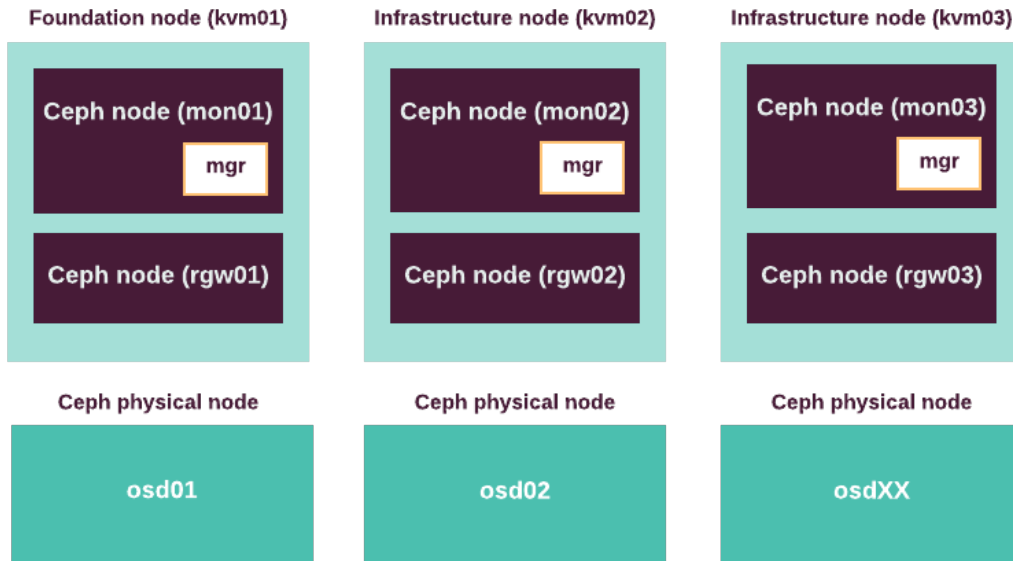 Foundation node (kvm01)
Infrastructure node (kvm02)
Infrastructure node (kvm03)
Ceph node (mon01)
mgr
Ceph node (mon02)
mgr
Ceph node (mon03)
mgr
Ceph node (rgw01)
Ceph node (rgw02)
Ceph node (rgw03)
Ceph physical node
Ceph physical node
Ceph physical node
osd01
osd02
osdXX